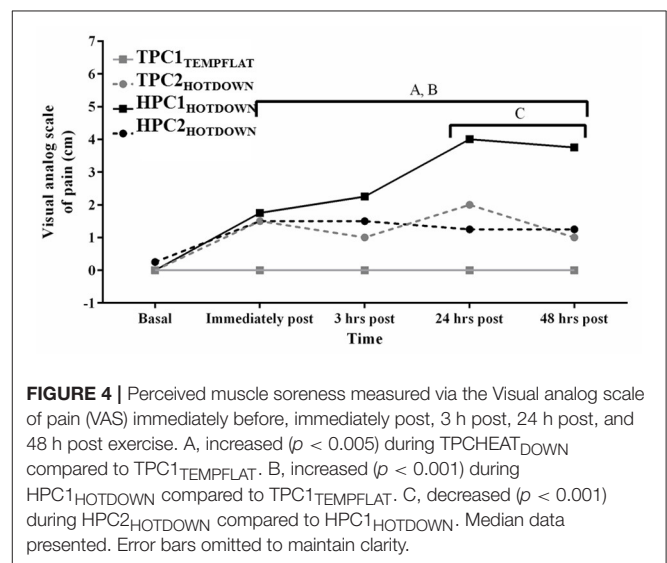 7
6
5
4
3
2
1
0
-1
Visual analog scale
of pain (cm)
TPC1TEMPFLAT
TPC2HOTDOWN
HPC1HOTDOWN
HPC2HOTDOWN
A, B
C
Basal Immediately post 3 hrs post 24 hrs post 48 hrs post
Time
FIGURE 4 | Perceived muscle soreness measured via the Visual analog scale
of pain (VAS) immediately before, immediately post, 3 h post, 24 h post, and
48 h post exercise. A, increased (p < 0.005) during TPCHEATDOWN
compared to TPC1TEMPFLAT. B, increased (p < 0.001) during
HPC1HOTDOWN compared to TPC1TEMPFLAT. C, decreased (p < 0.001)
during HPC2HOTDOWN compared to HPC1HOTDOWN. Median data
presented. Error bars omitted to maintain clarity.